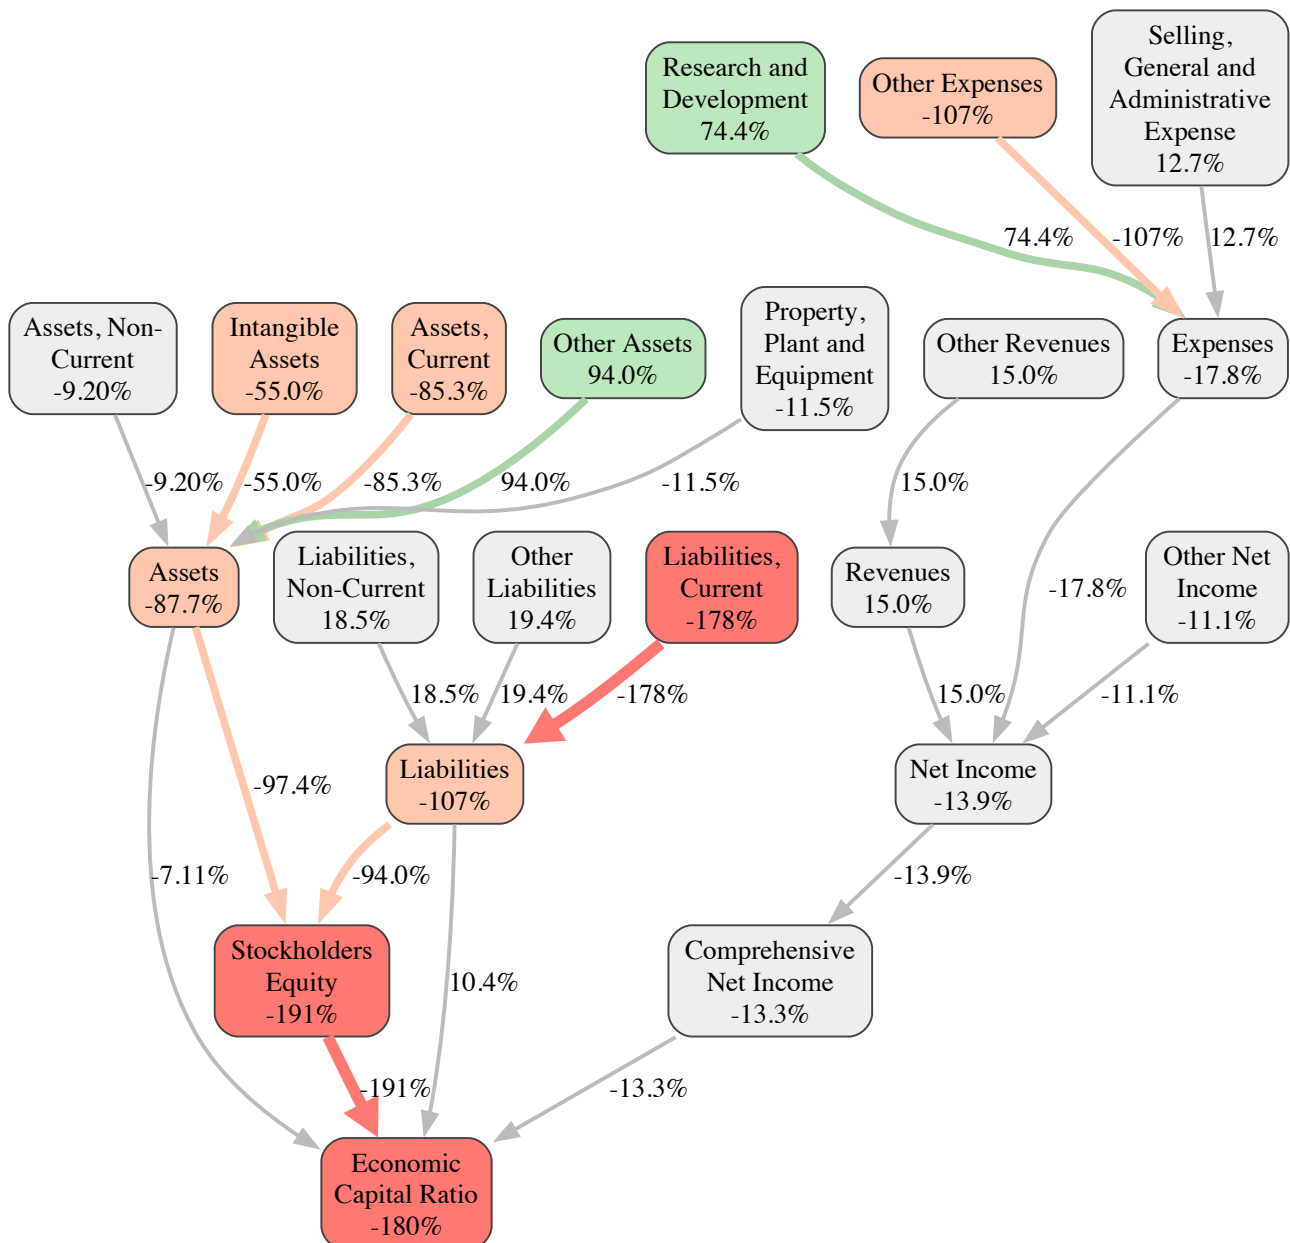 Selling,
General and
Administrative
Expense
12.7%
Research and
Development
74.4%
Other Expenses
-107%
74.4%
-107%
12.7%
Assets, Non-
Current
-9.20%
Intangible
Assets
-55.0%
Assets,
Current
-85.3%
Other Assets
94.0%
Property,
Plant and
Equipment
-11.5%
Other Revenues
15.0%
Expenses
-17.8%
-9.20%
-55.0%
-85.3%
94.0%
-11.5%
15.0%
Assets
-87.7%
Liabilities,
Non-Current
18.5%
Other
Liabilities
19.4%
Liabilities,
Current
-178%
Revenues
15.0%
-17.8%
Other Net
Income
-11.1%
18.5%
19.4%
-178%
15.0%
-11.1%
-97.4%
Liabilities
-107%
Net Income
-13.9%
-7.11%
-94.0%
-13.9%
Stockholders
Equity
-191%
10.4%
Comprehensive
Net Income
-13.3%
-191%
-13.3%
Economic
Capital Ratio
-180%